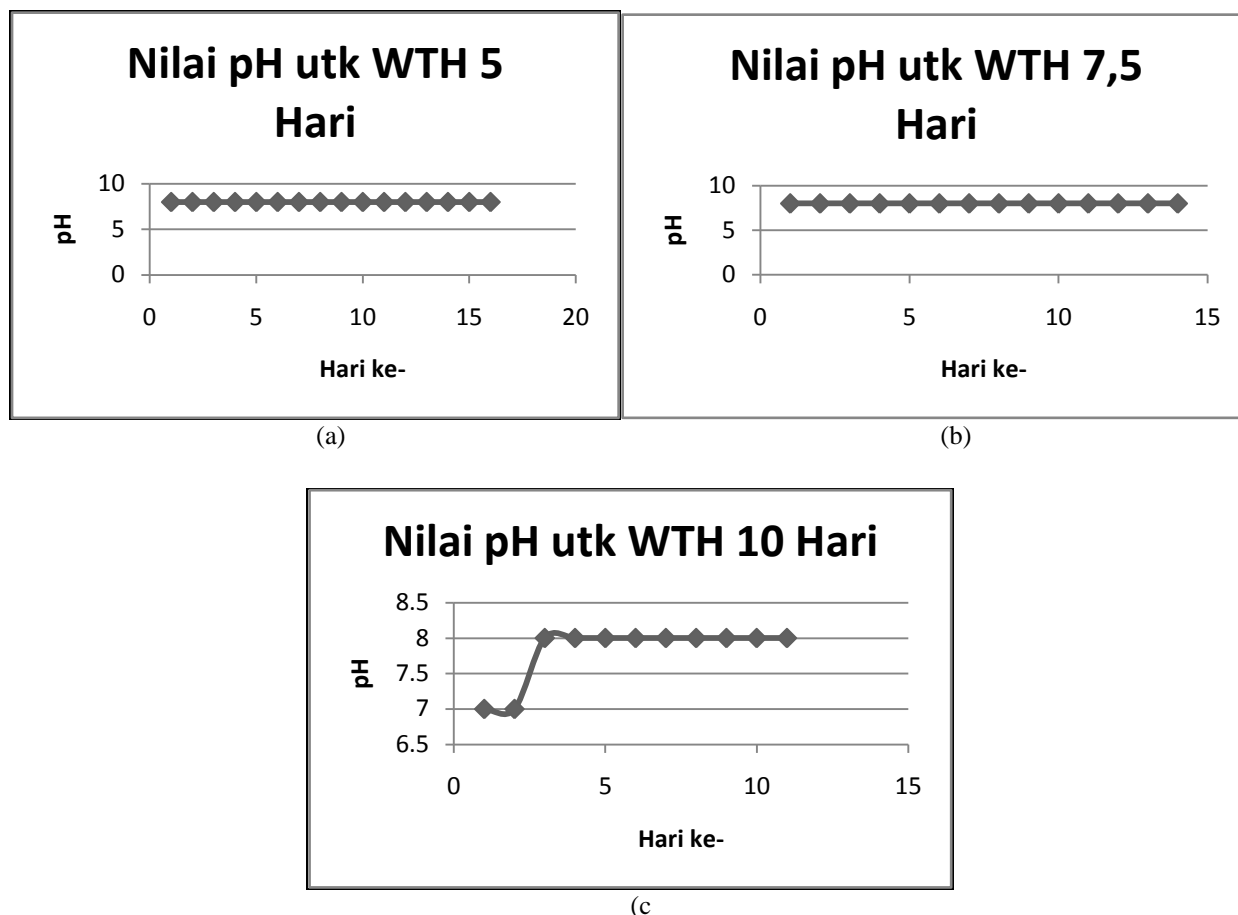 Nilai pH utk WTH 5
Hari
10
5
0
pH
0 5 10 15 20
Hari ke-
(a)
Nilai pH utk WTH 7,5
Hari
10
5
0
pH
0 5 10 15
Hari ke-
(b)
Nilai pH utk WTH 10 Hari
8.5
8
7.5
7
6.5
pH
0 5 10 15
Hari ke-
(c